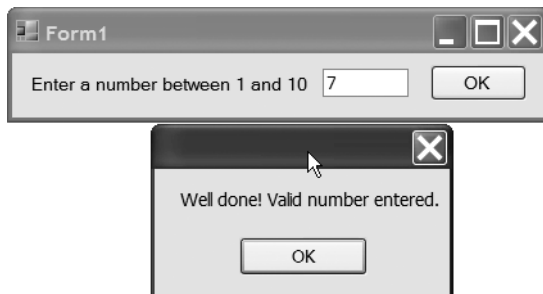 Form1
Enter a number between 1 and 10 7 OK
Well done! Valid number entered.
OK